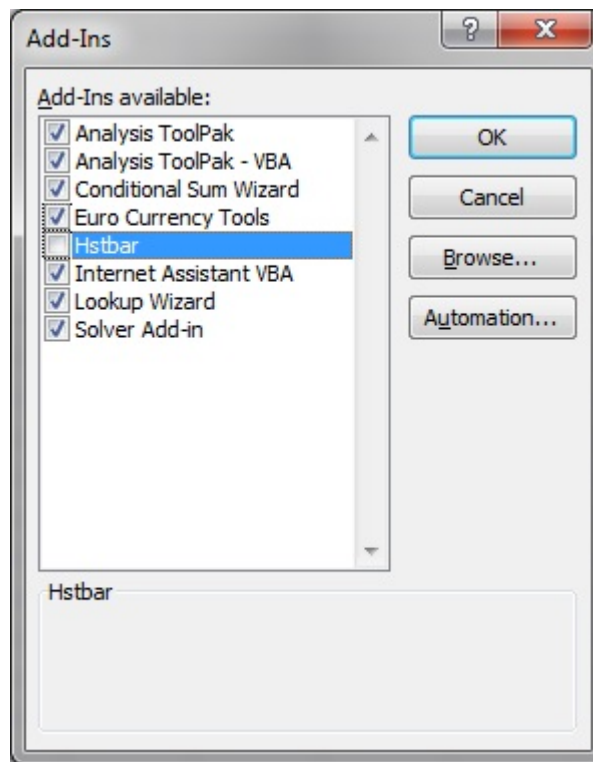 Add-Ins
?
X
Add-Ins available:
Analysis ToolPak
Analysis ToolPak - VBA
Conditional Sum Wizard
Euro Currency Tools
Hstbar
Internet Assistant VBA
Lookup Wizard
Solver Add-in
OK
Cancel
Browse...
Automation...
Hstbar